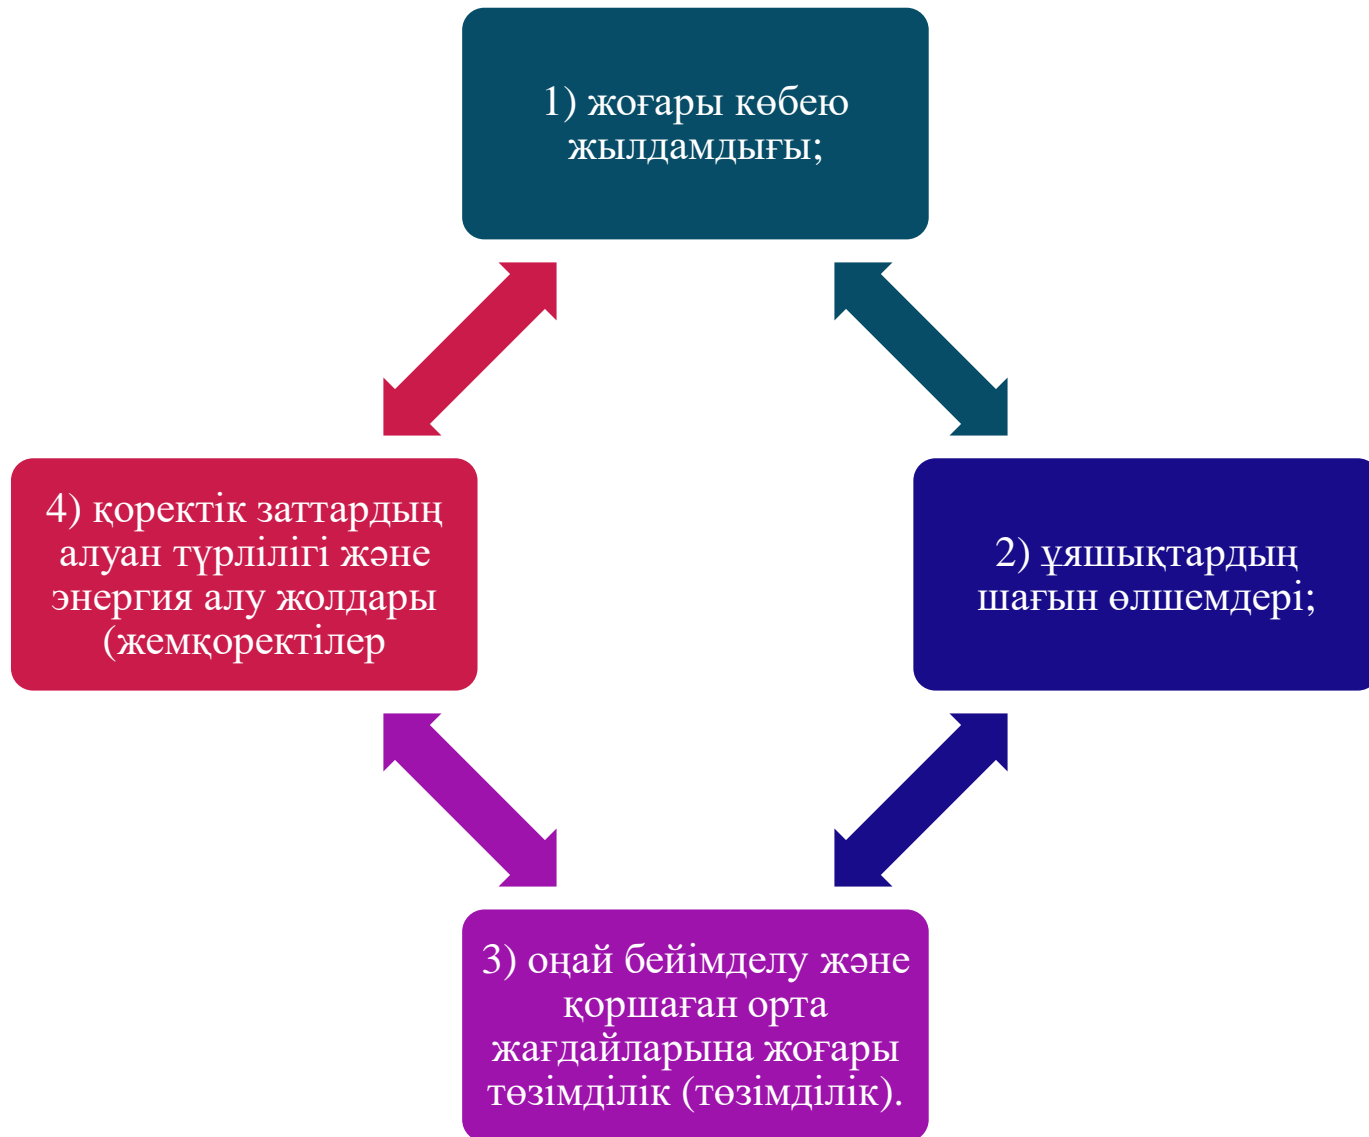 1) жоғары көбею
жылдамдығы;
2) ұяшықтардың
шағын өлшемдері;
3) оңай бейімделу және
қоршаған орта
жағдайларына жоғары
төзімділік (төзімділік).
4) қоректік заттардың
алуан түрлілігі және
энергия алу жолдары
(жемқоректілер